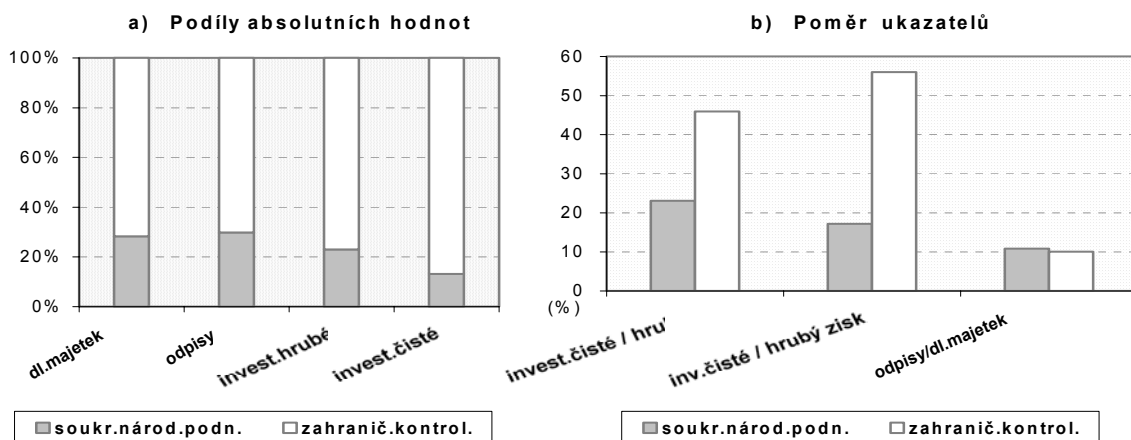 a) Podíly absolutních hodnot
100%
80%
60%
40%
20%
0%
dl.majetek
odpisy
invest.hrubé
invest.čisté
soukr.národ.podn.
zahranič.kontrol.
b) Poměr ukazatelů
60
50
40
30
20
10
0
(%)
invest.čisté /
inv.čisté / hrubý zisk
odpisy/dl.majetek
soukr.národ.podn.
zahranič.kontrol.